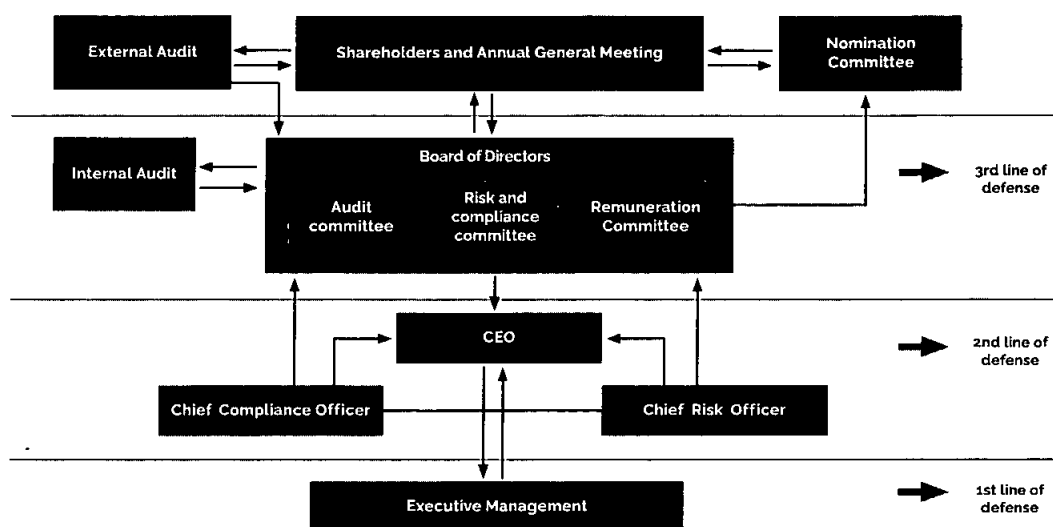 External Audit
Shareholders and Annual General Meeting
Nomination
Committee
Board of Directors
Internal Audit
3rd line of
defense
Audit
committee
Risk and
compliance
committee
Remuneration
Committee
CEO
2nd line of
defense
Chief Compliance Officer
Chief Risk Officer
Executive Management
1st line of
defense